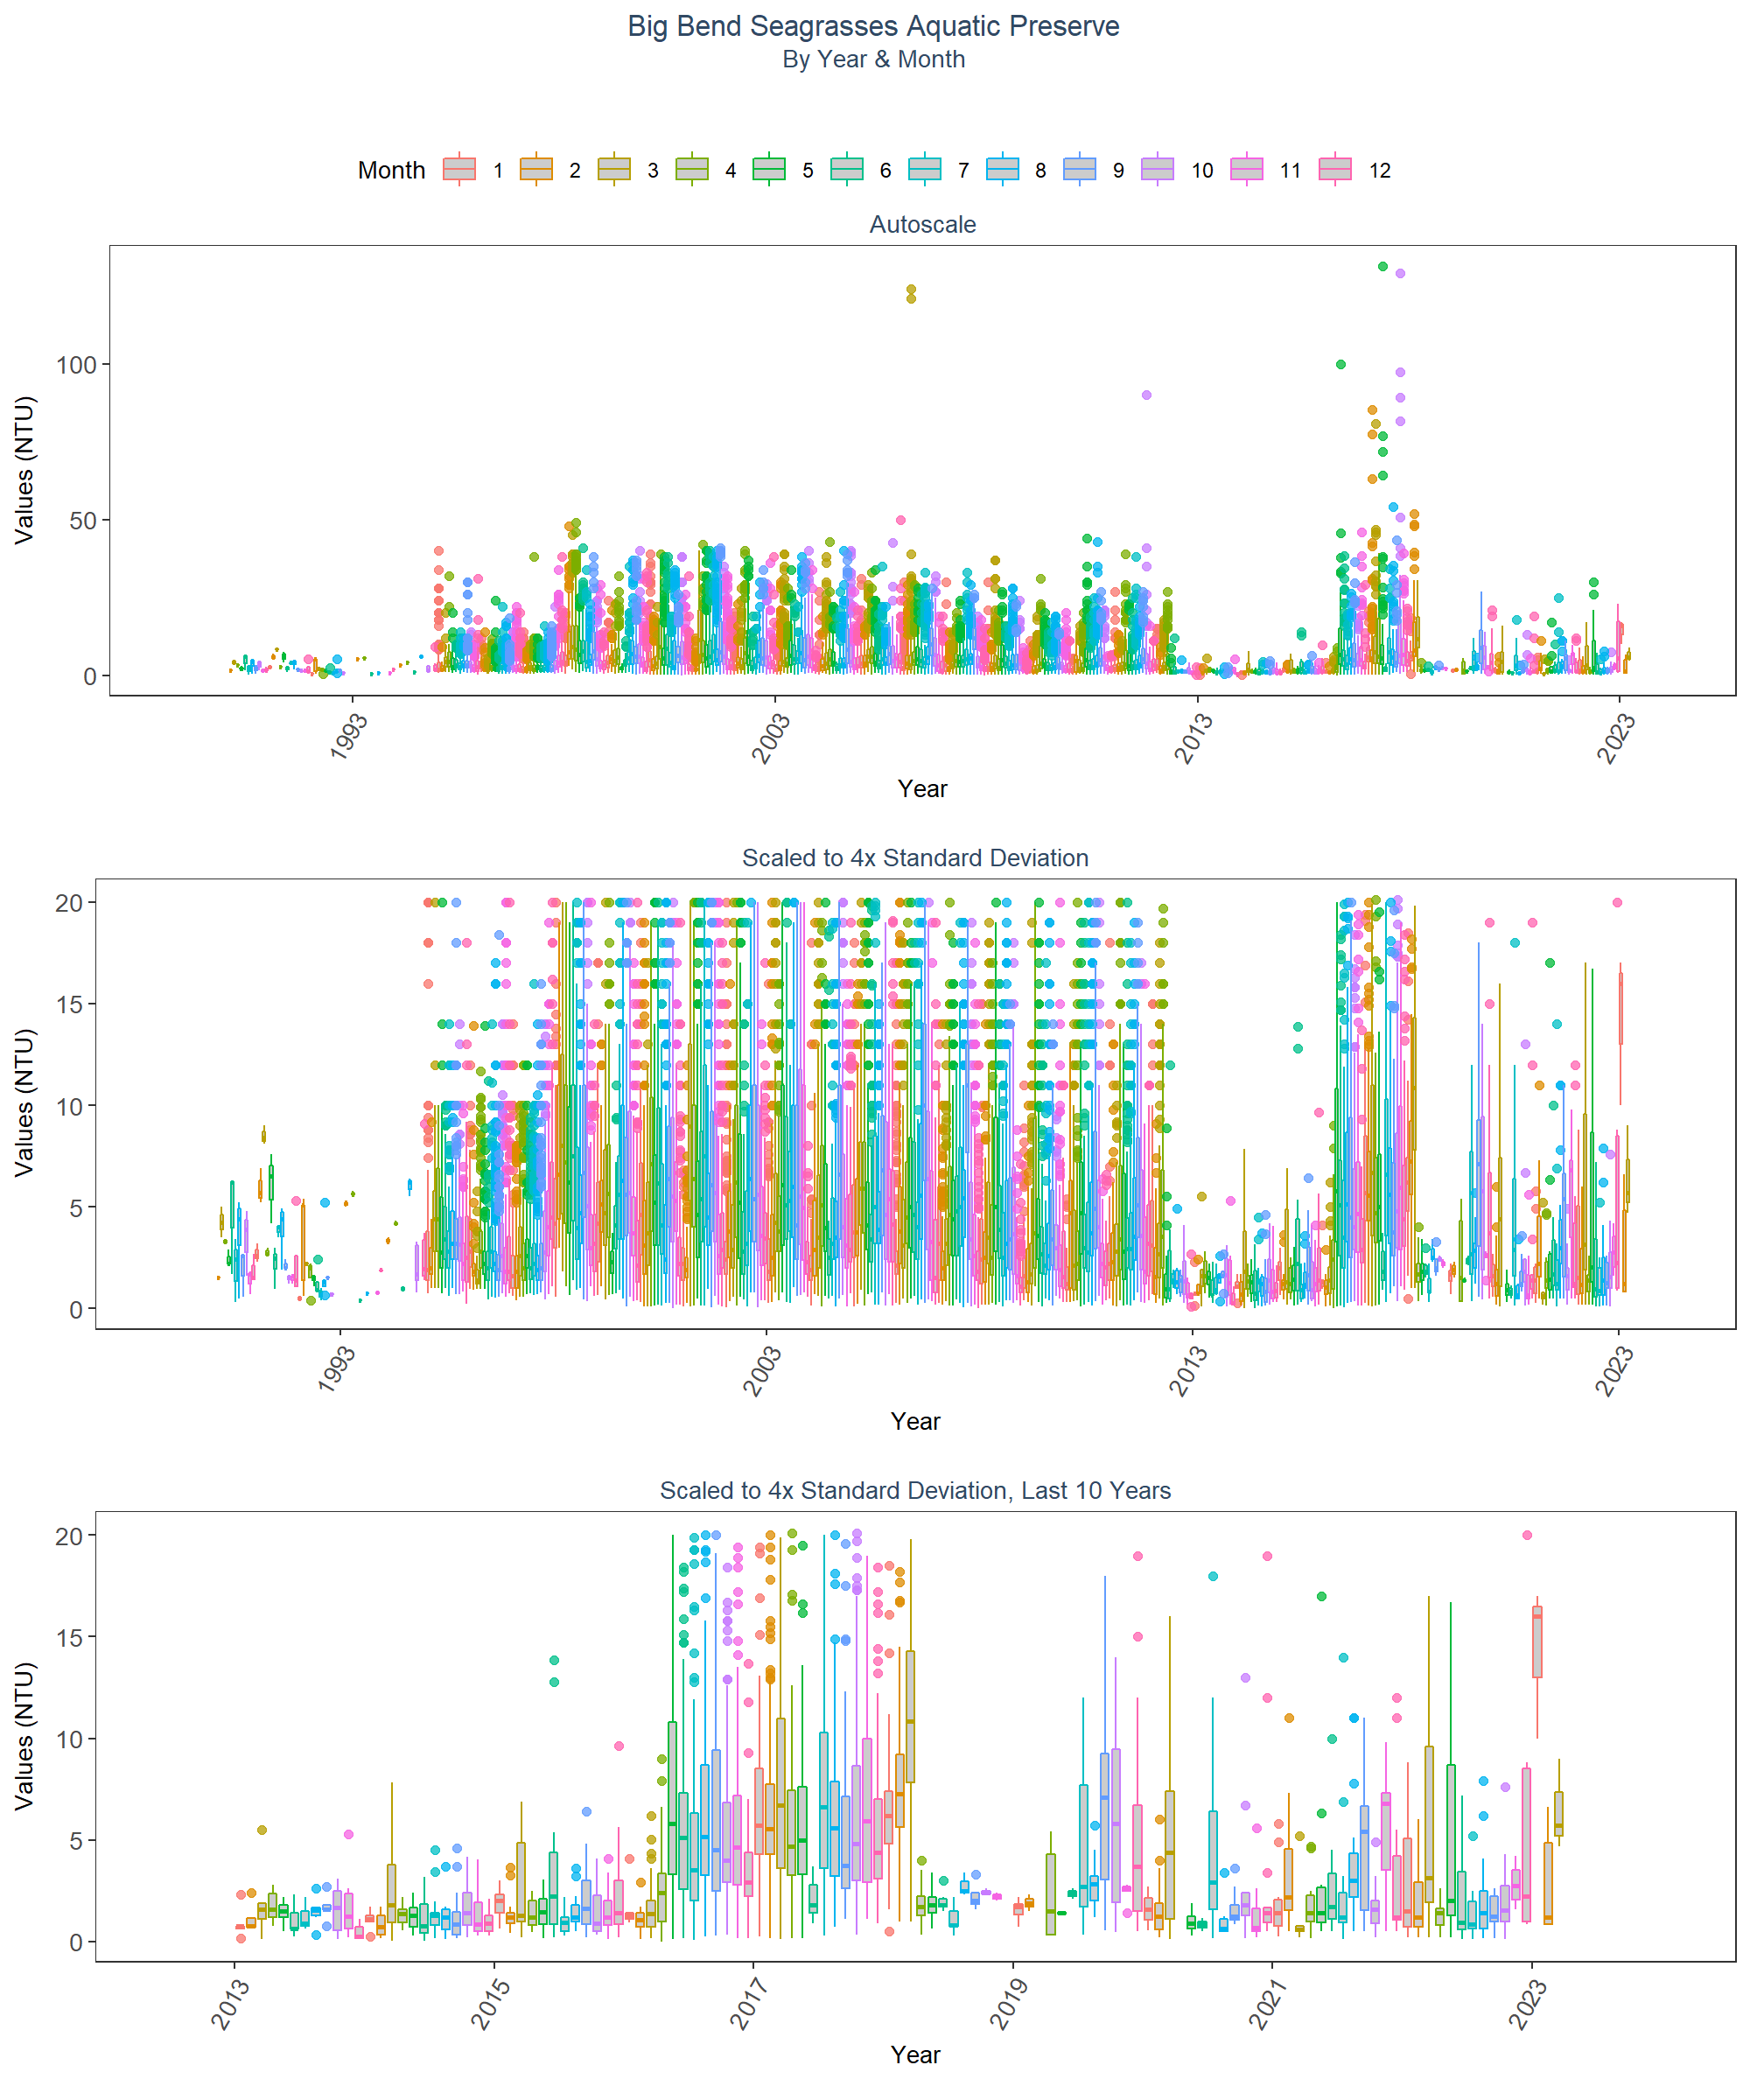 Big Bend Seagrasses Aquatic Preserve
By Year & Month
Month 1 2 3 4 5 6 7 8 9 10 11 12
Autoscale
Values (NTU)
100
50
0
1993 2003 2013 2023
Year
Scaled to 4x Standard Deviation
Values (NTU)
20
15
10
5
0
1993 2003 2013 2023
Year
Scaled to 4x Standard Deviation, Last 10 Years
Values (NTU)
20
15
10
5
0
2013 2015 2017 2019 2021 2023
Year